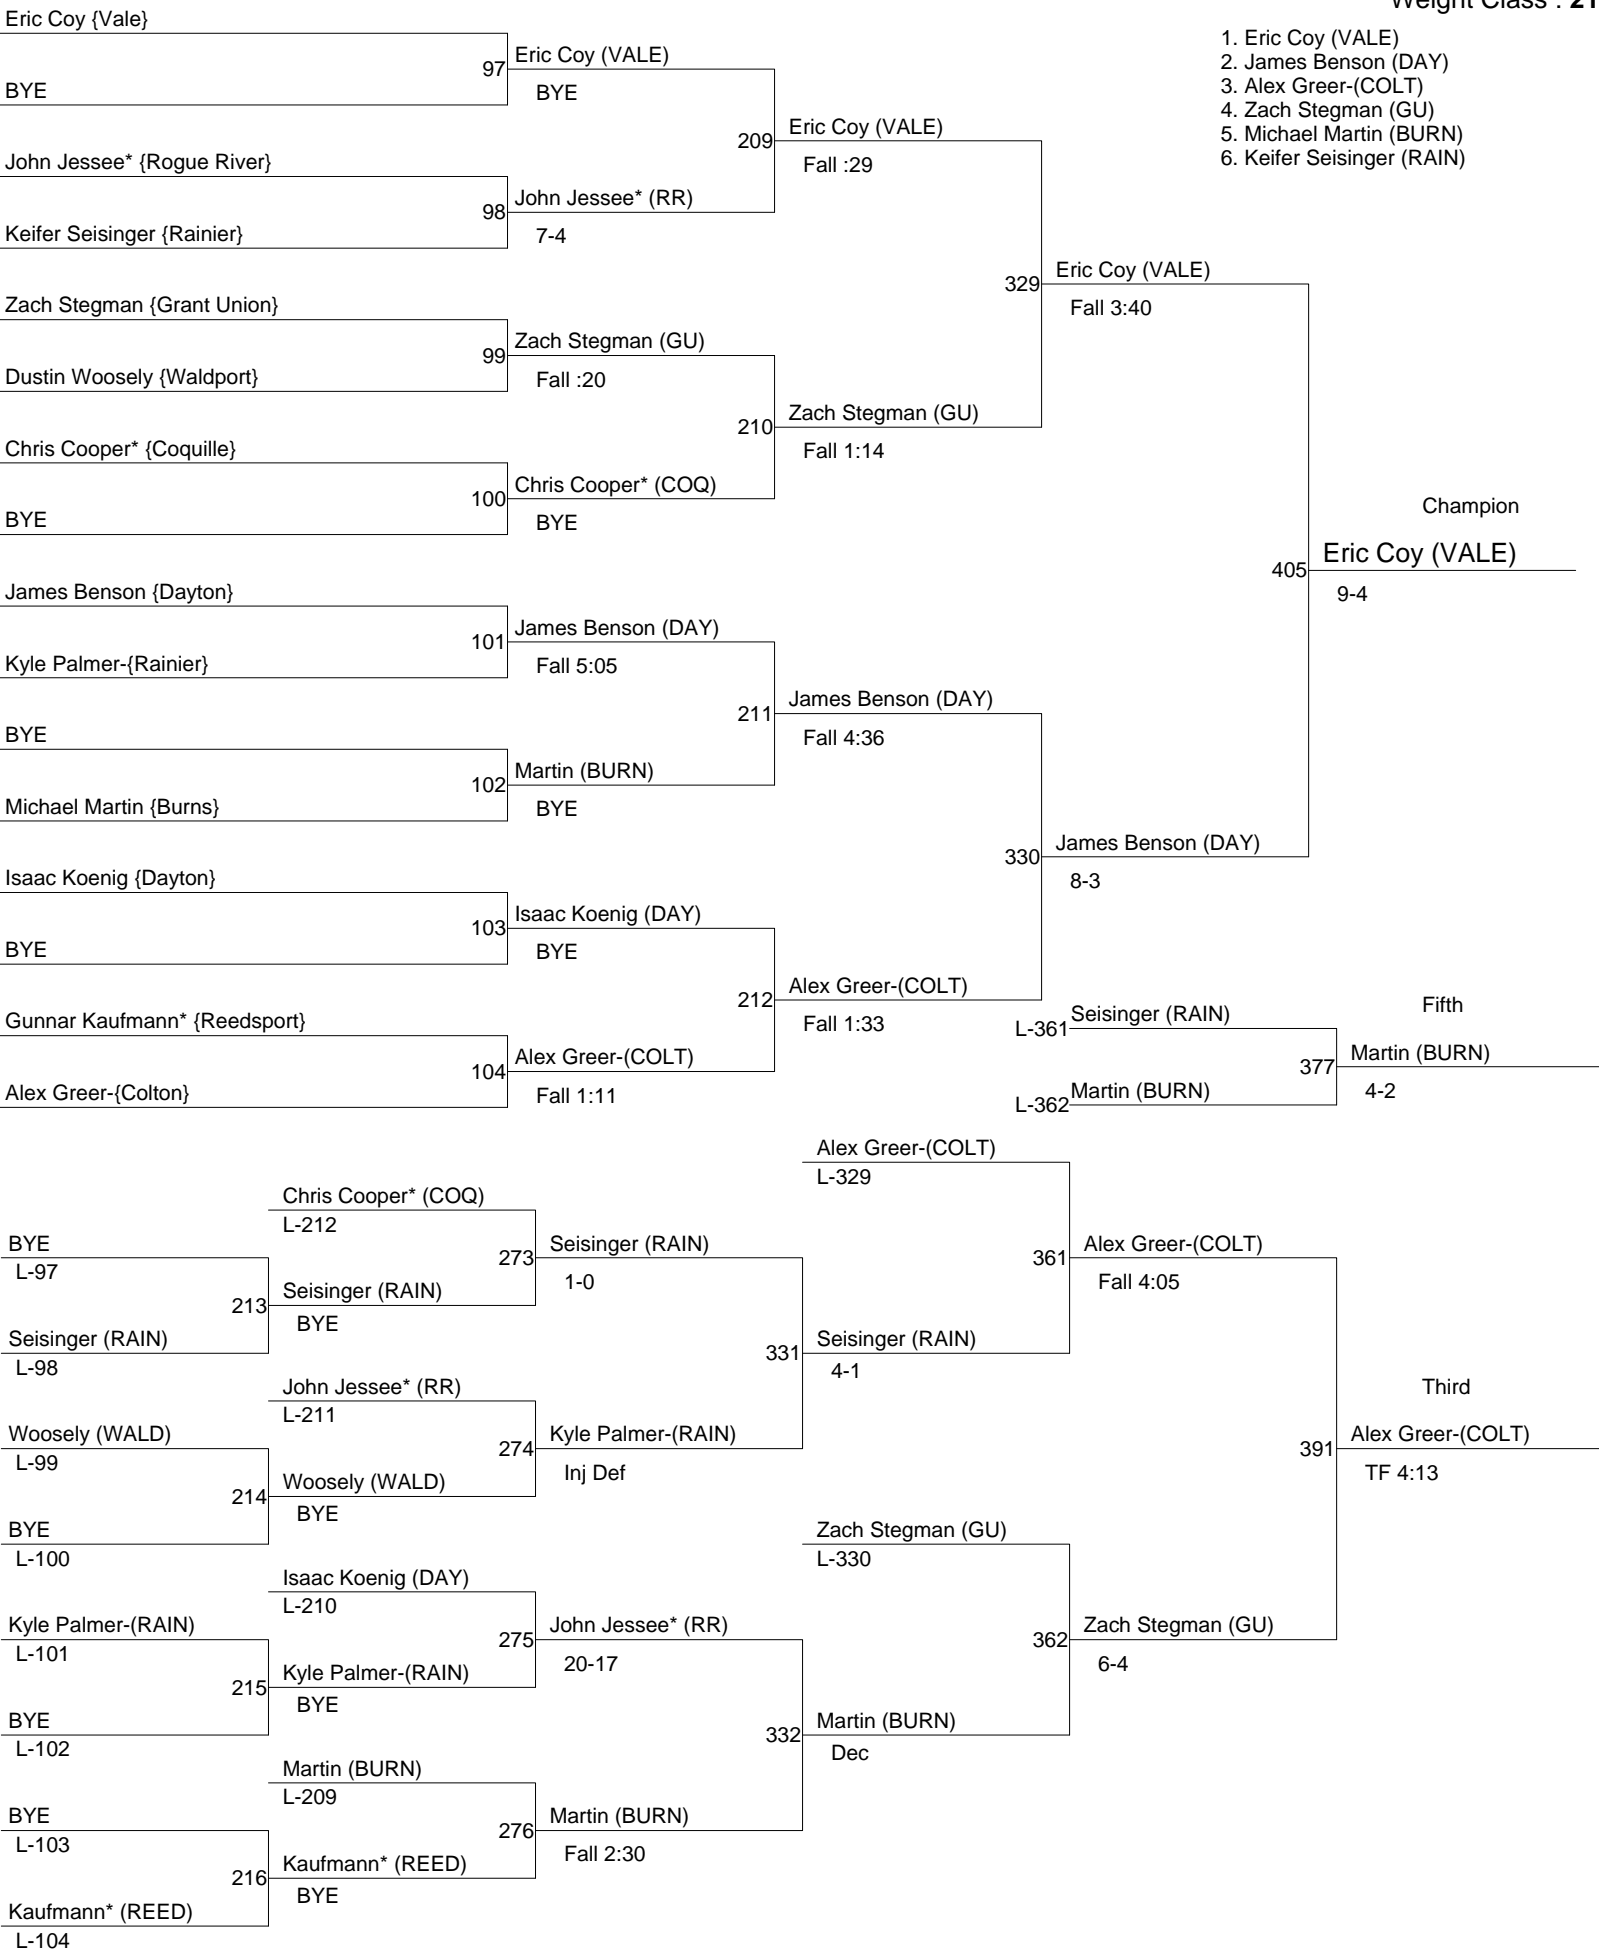 Weight Class : 21
1. Eric Coy (VALE)
2. James Benson (DAY)
3. Alex Greer-(COLT)
4. Zach Stegman (GU)
5. Michael Martin (BURN)
6. Keifer Seisinger (RAIN)
Eric Coy {Vale}
BYE
John Jessee* {Rogue River}
Keifer Seisinger {Rainier}
Zach Stegman {Grant Union}
Dustin Woosely {Waldport}
Chris Cooper* {Coquille}
BYE
James Benson {Dayton}
Kyle Palmer-{Rainier}
BYE
Michael Martin {Burns}
Isaac Koenig {Dayton}
BYE
Gunnar Kaufmann* {Reedsport}
Alex Greer-{Colton}
97
Eric Coy (VALE)
BYE
98
John Jessee* (RR)
7-4
99
Zach Stegman (GU)
Fall :20
100
Chris Cooper* (COQ)
BYE
101
James Benson (DAY)
Fall 5:05
102
Martin (BURN)
BYE
103
Isaac Koenig (DAY)
BYE
104
Alex Greer-(COLT)
Fall 1:11
209
Eric Coy (VALE)
Fall :29
210
Zach Stegman (GU)
Fall 1:14
211
James Benson (DAY)
Fall 4:36
212
Alex Greer-(COLT)
Fall 1:33
329
Eric Coy (VALE)
Fall 3:40
330
James Benson (DAY)
8-3
Champion
405
Eric Coy (VALE)
9-4
Fifth
L-361
Seisinger (RAIN)
L-362
Martin (BURN)
377
Martin (BURN)
4-2
BYE
L-97
Seisinger (RAIN)
L-98
Woosely (WALD)
L-99
BYE
L-100
Kyle Palmer-(RAIN)
L-101
BYE
L-102
BYE
L-103
Kaufmann* (REED)
L-104
Chris Cooper* (COQ)
L-212
213
Seisinger (RAIN)
BYE
John Jessee* (RR)
L-211
214
Woosely (WALD)
BYE
Isaac Koenig (DAY)
L-210
215
Kyle Palmer-(RAIN)
BYE
Martin (BURN)
L-209
216
Kaufmann* (REED)
BYE
273
Seisinger (RAIN)
1-0
274
Kyle Palmer-(RAIN)
Inj Def
275
John Jessee* (RR)
20-17
276
Martin (BURN)
Fall 2:30
Alex Greer-(COLT)
L-329
331
Seisinger (RAIN)
4-1
Zach Stegman (GU)
L-330
332
Martin (BURN)
Dec
361
Alex Greer-(COLT)
Fall 4:05
362
Zach Stegman (GU)
6-4
Third
391
Alex Greer-(COLT)
TF 4:13